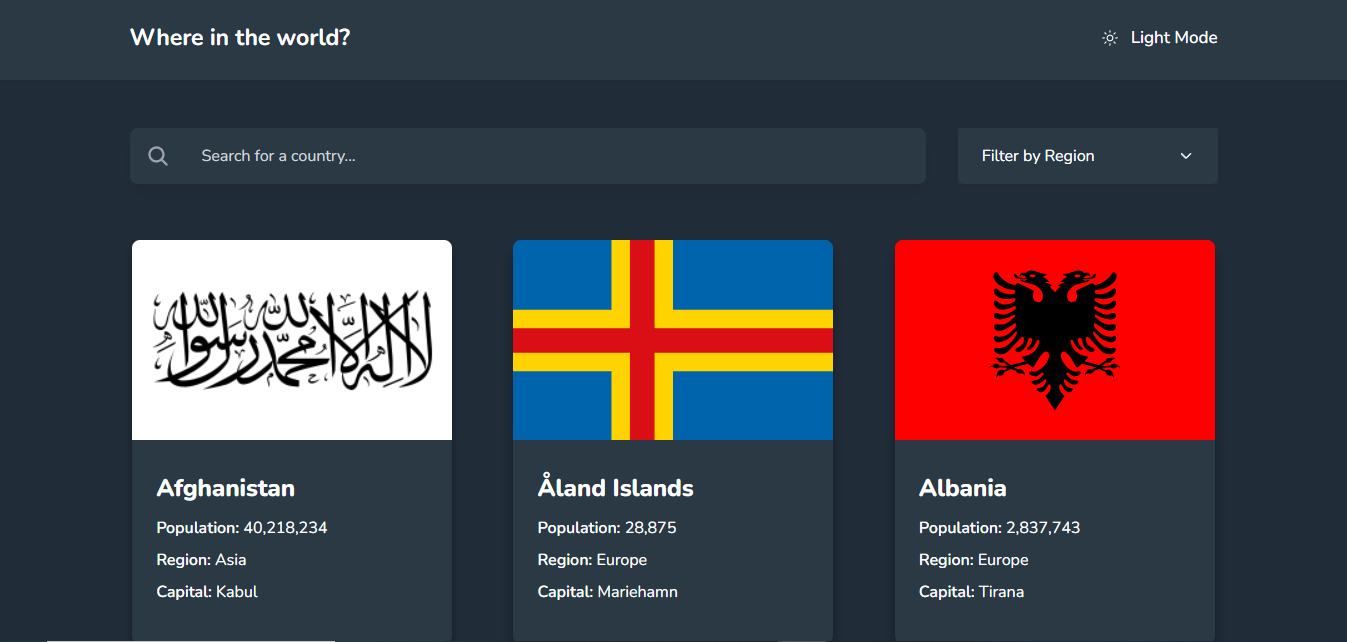 Where in the world?
Light Mode
Search for a country...
Filter by Region
لا إله إلا الله محمد رسول الله
Afghanistan
Population: 40,218,234
Region: Asia
Capital: Kabul
Åland Islands
Population: 28,875
Region: Europe
Capital: Mariehamn
Albania
Population: 2,837,743
Region: Europe
Capital: Tirana